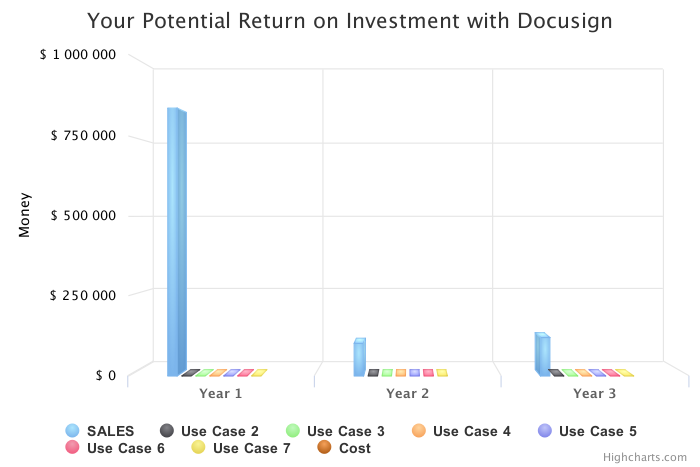 Your Potential Return on Investment with Docusign
$ 1 000 000
$ 750 000
$ 500 000
$ 250 000
$ 0
Money
Year 1 Year 2 Year 3
SALES Use Case 2 Use Case 3 Use Case 4 Use Case 5
Use Case 6 Use Case 7 Cost
Highcharts.com